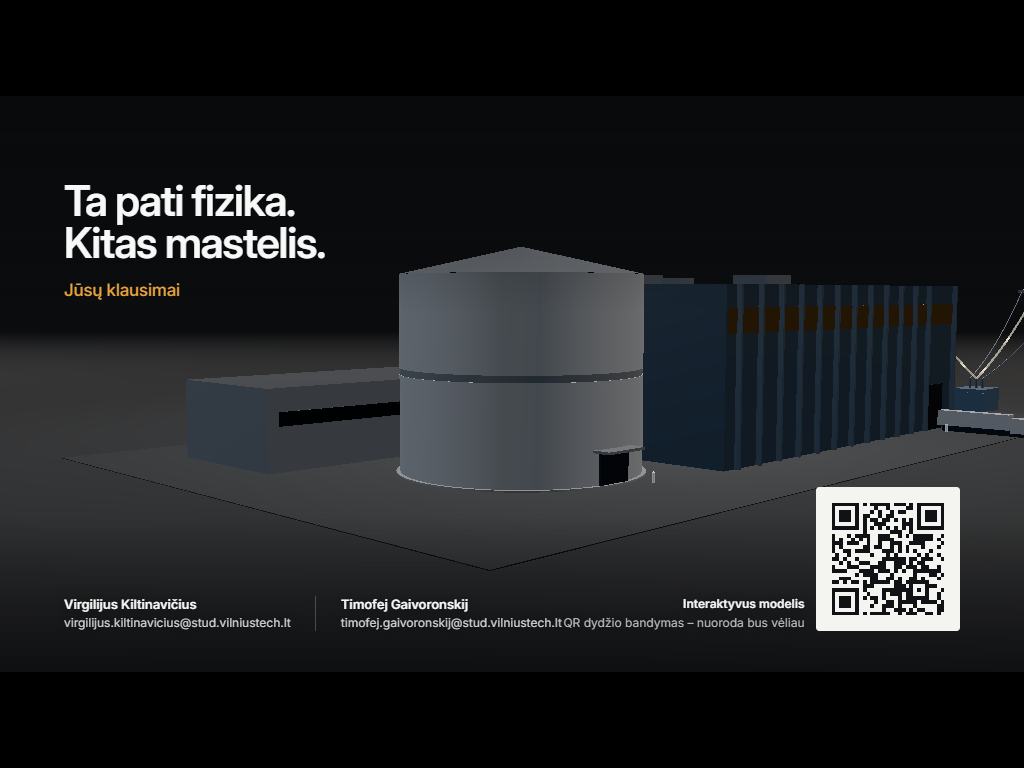 Ta pati fizika.
Kitas mastelis.
Jūsų klausimai
Virgilijus Kiltinavičius
virgilijus.kiltinavicius@stud.vilniustech.lt
Timofej Gaivoronskij
timofej.gaivoronskij@stud.vilniustech.lt
Interaktyvus modelis
QR dydžio bandymas – nuoroda bus vėliau